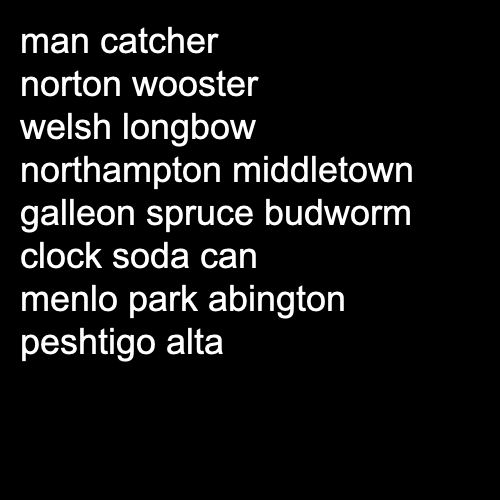 man catcher
norton wooster
welsh longbow
northampton middletown
galleon spruce budworm
clock soda can
menlo park abington
peshtigo alta